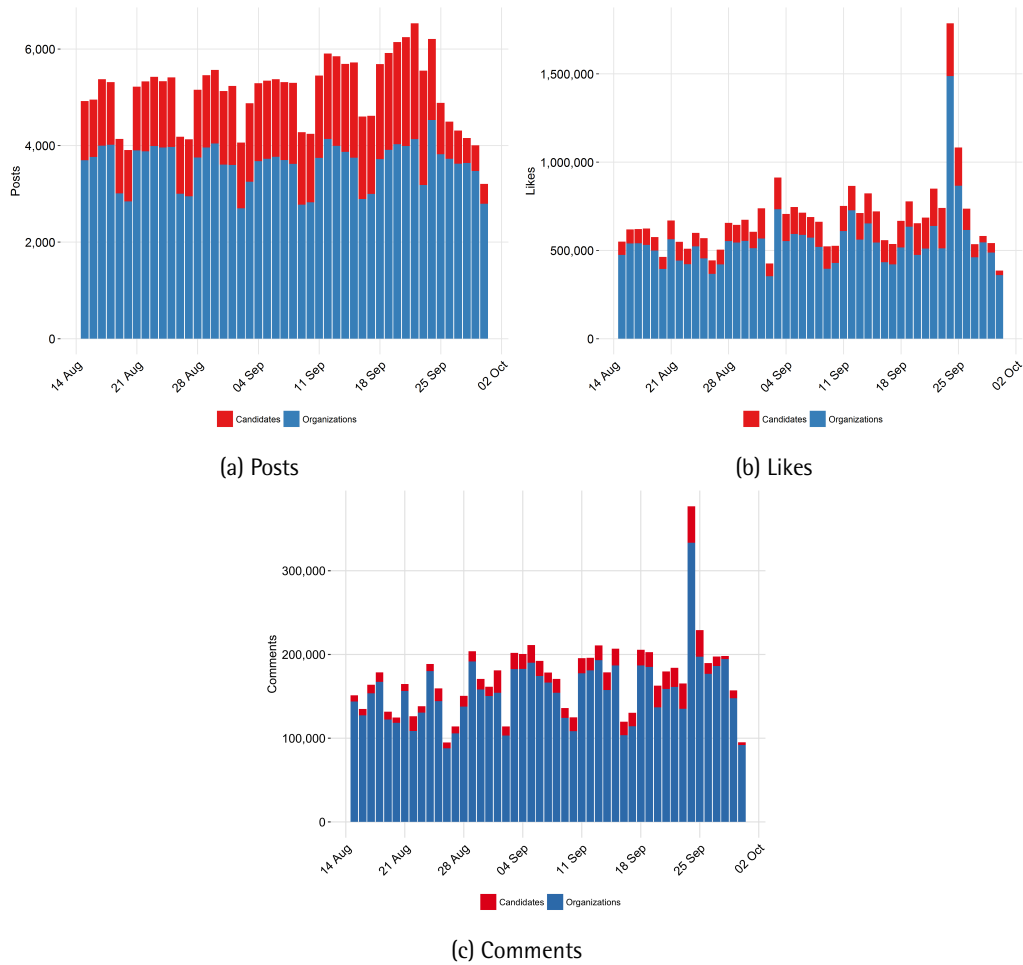 6,000
4,000
2,000
0
Posts
14 Aug
21 Aug
28 Aug
04 Sep
11 Sep
18 Sep
25 Sep
02 Oct
Candidates Organizations
(a) Posts
1,500,000
1,000,000
500,000
0
Likes
14 Aug
21 Aug
28 Aug
04 Sep
11 Sep
18 Sep
25 Sep
02 Oct
Candidates Organizations
(b) Likes
300,000
200,000
100,000
0
Comments
14 Aug
21 Aug
28 Aug
04 Sep
11 Sep
18 Sep
25 Sep
02 Oct
Candidates Organizations
(c) Comments